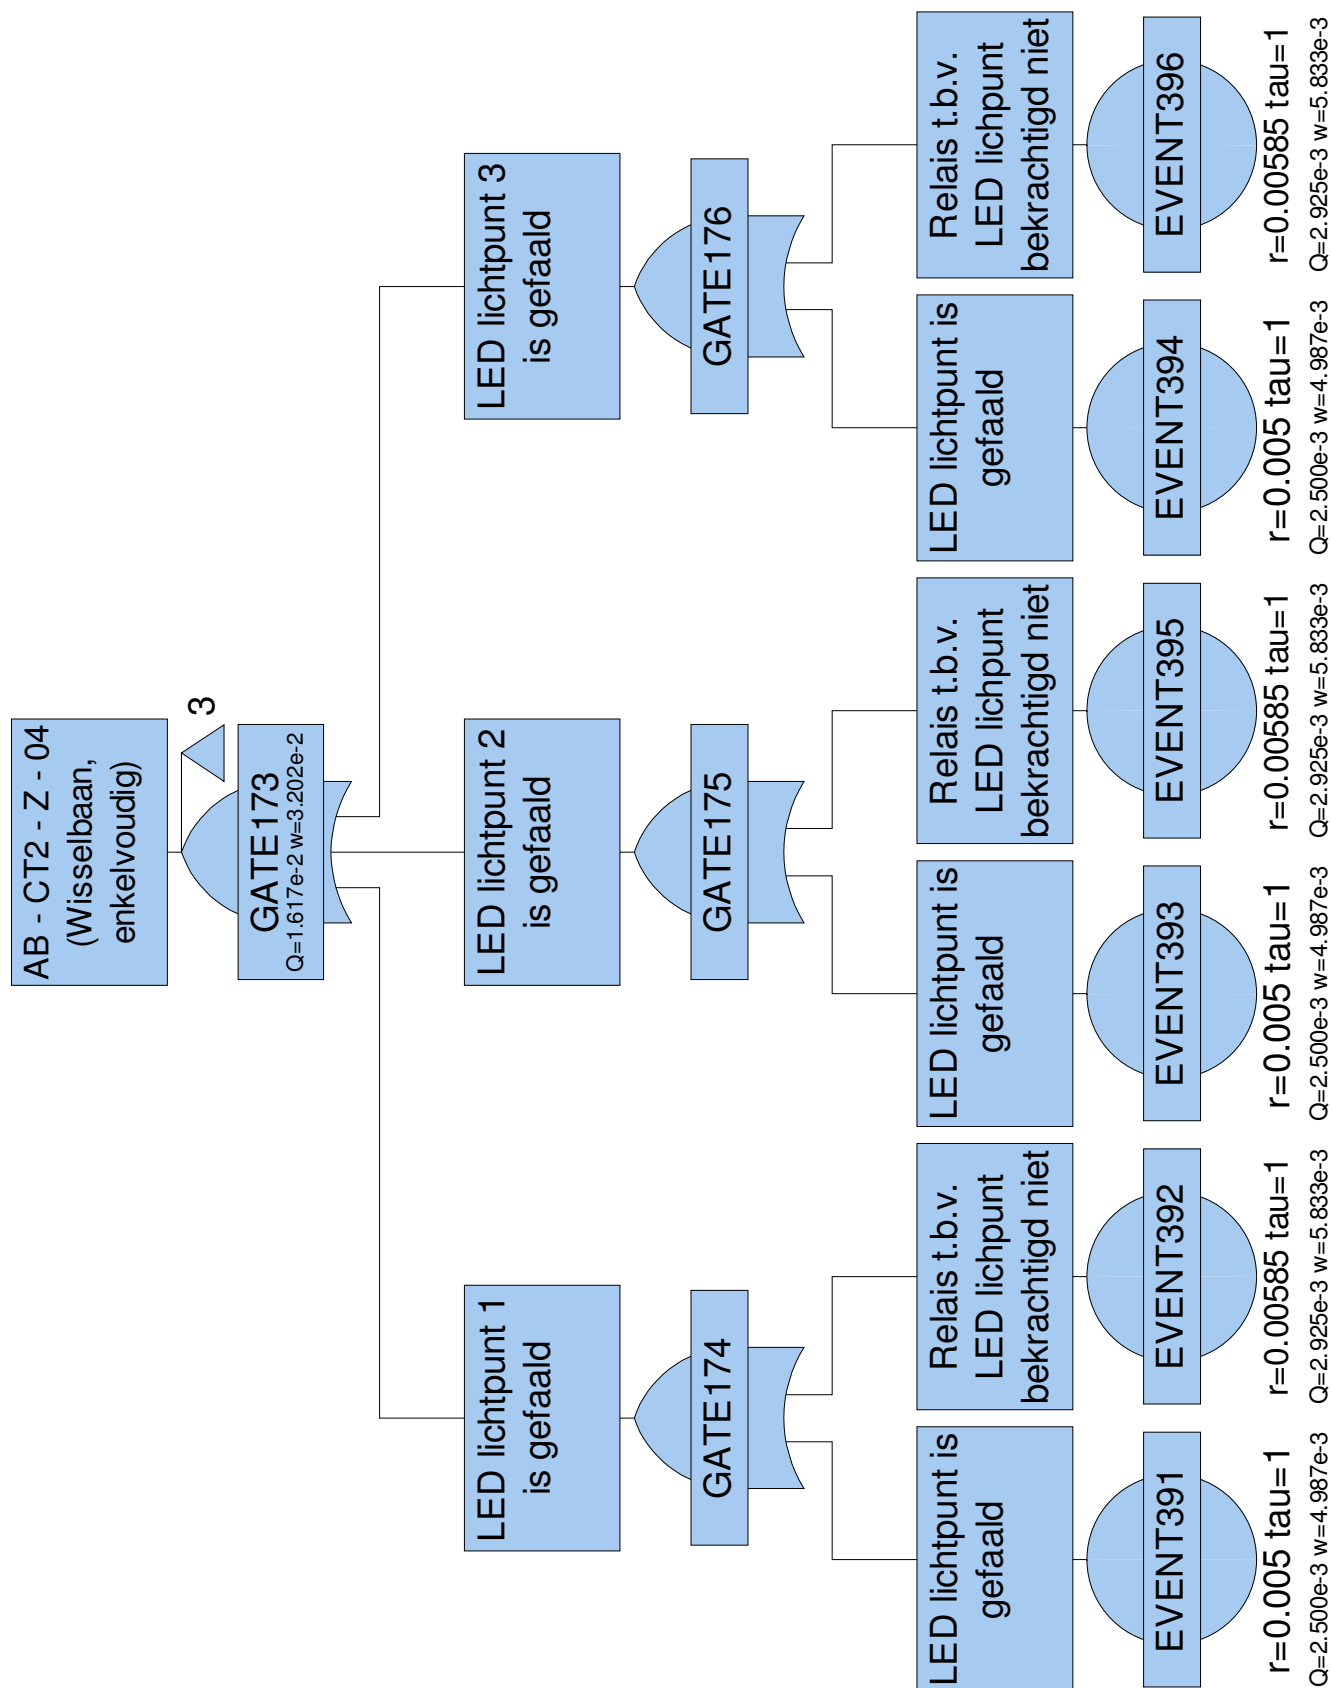 AB - CT2 - Z - 04
(Wisselbaan,
enkelvoudig)
3
GATE173
Q=1.617e-2 w=3.202e-2
LED lichtpunt 1
is gefaald
LED lichtpunt 2
is gefaald
LED lichtpunt 3
is gefaald
GATE174
GATE175
GATE176
LED lichtpunt is
gefaald
Relais t.b.v.
LED lichpunt
bekrachtigd niet
LED lichtpunt is
gefaald
Relais t.b.v.
LED lichpunt
bekrachtigd niet
LED lichtpunt is
gefaald
Relais t.b.v.
LED lichpunt
bekrachtigd niet
EVENT391
EVENT392
EVENT393
EVENT395
EVENT394
EVENT396
r=0.005 tau=1
Q=2.500e-3 w=4.987e-3
r=0.00585 tau=1
Q=2.925e-3 w=5.833e-3
r=0.005 tau=1
Q=2.500e-3 w=4.987e-3
r=0.00585 tau=1
Q=2.925e-3 w=5.833e-3
r=0.005 tau=1
Q=2.500e-3 w=4.987e-3
r=0.00585 tau=1
Q=2.925e-3 w=5.833e-3